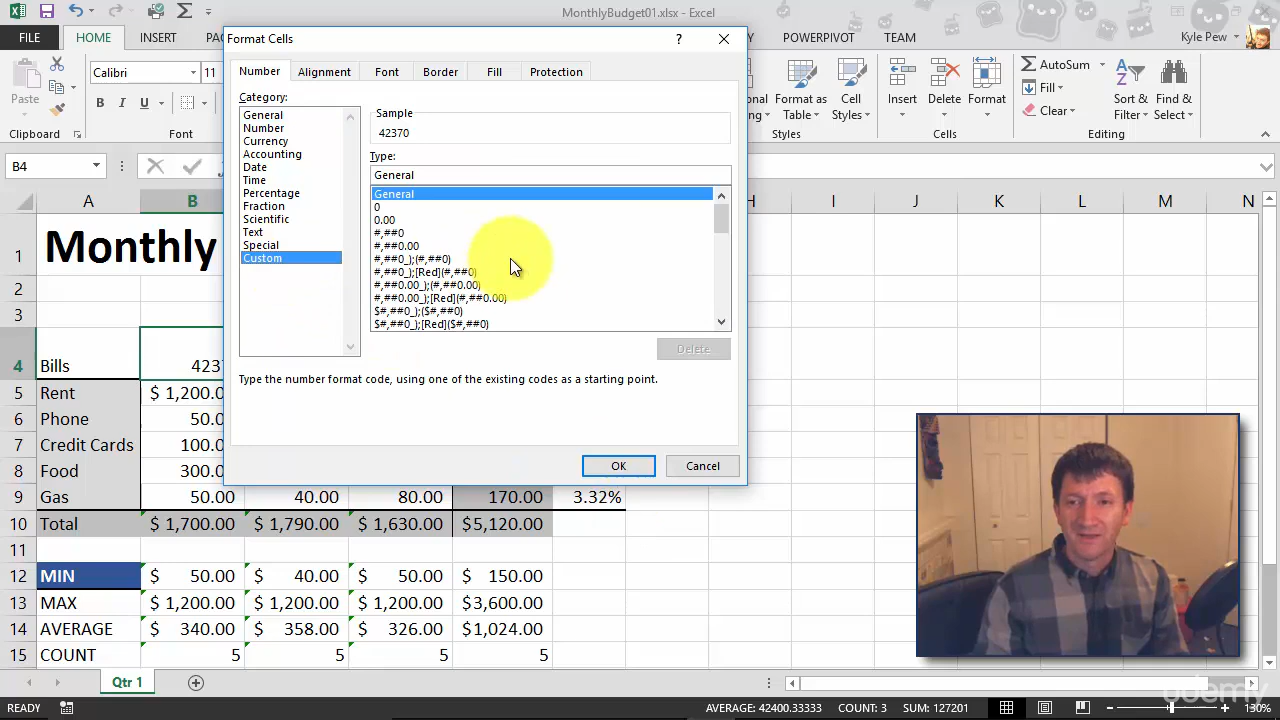 MonthlyBudget01.xlsx - Excel
FILE HOME INSERT PA POWERPIVOT TEAM Kyle Pew
Calibri 11
AutoSum
Fill
Clear
Paste
B I U
Format as Table
Cell Styles
Insert Delete Format
Sort & Filter
Find & Select
Clipboard Font Styles Cells Editing
B4
Format Cells
?
Number Alignment Font Border Fill Protection
Category:
General
Number
Currency
Accounting
Date
Time
Percentage
Fraction
Scientific
Text
Special
Custom
Sample
42370
Type:
General
General
0
0.00
#,##0
#,##0.00
#,##0_);(#,##0)
#,##0_);[Red](#,##0)
#,##0.00_);(#,##0.00)
#,##0.00_);[Red](#,##0.00)
$#,##0_);($#,##0)
$#,##0_);[Red]($#,##0)
Delete
Type the number format code, using one of the existing codes as a starting point.
OK Cancel
A B H I J K L M N
1 Monthly
2
3
4 Bills 4237
5 Rent $ 1,200.0
6 Phone 50.0
7 Credit Cards 100.0
8 Food 300.0
9 Gas 50.00 40.00 80.00 170.00 3.32%
10 Total $ 1,700.00 $ 1,790.00 $ 1,630.00 $5,120.00
11
12 MIN $ 50.00 $ 40.00 $ 50.00 $ 150.00
13 MAX $ 1,200.00 $ 1,200.00 $ 1,200.00 $3,600.00
14 AVERAGE $ 340.00 $ 358.00 $ 326.00 $1,024.00
15 COUNT 5 5 5 5
Qtr 1
udemy
READY AVERAGE: 42400.33333 COUNT: 3 SUM: 127201 130%